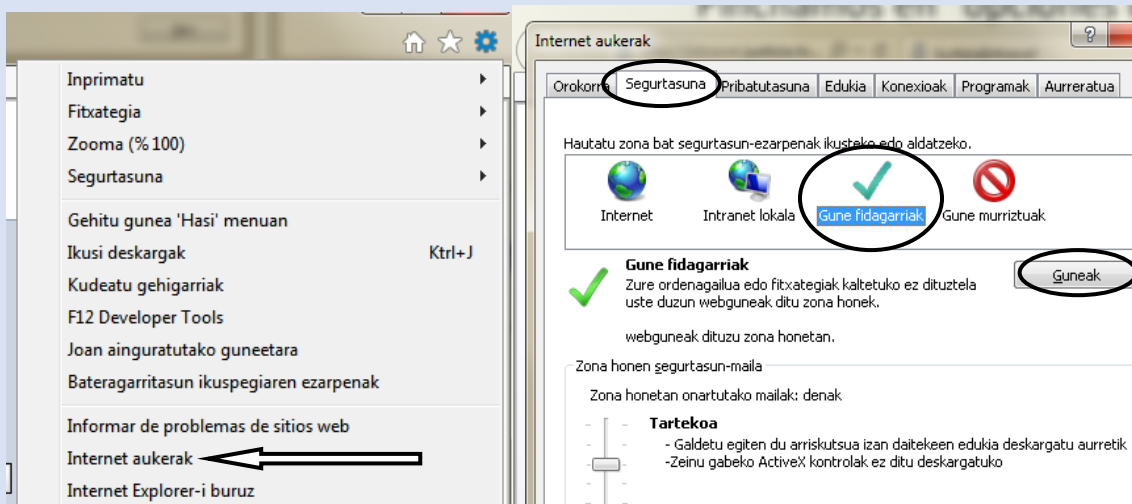 Inprimatu
Fitxategia
Zooma (% 100)
Segurtasuna
Gehitu gunea 'Hasi' menuan
Ikusi deskargak Ktrl+J
Kudeatu gehigarriak
F12 Developer Tools
Joan ainguratutako guneetara
Bateragarritasun ikuspegiaren ezarpenak
Informar de problemas de sitios web
Internet aukerak
Internet Explorer-i buruz
Internet aukerak
Orokorra Segurtasuna Pribatutasuna Edukia Konexioak Programak Aurreratua
Hautatu zona bat segurtasun-ezarpenak ikusteko edo aldatzeko.
Internet Intranet lokala Gune fidagarriak Gune murriztuak
Gune fidagarriak
Zure ordenagailua edo fitxategiak kaltetuko ez dituztela
uste duzun webguneak ditu zona honek.
Guneak
webguneak dituzu zona honetan.
Zona honen segurtasun-maila
Zona honetan onartutako mailak: denak
Tartekoa
- Galdetu egiten du arriskutsua izan daitekeen edukia deskargatu aurretik
-Zeinu gabeko ActiveX kontrolak ez ditu deskargatuko